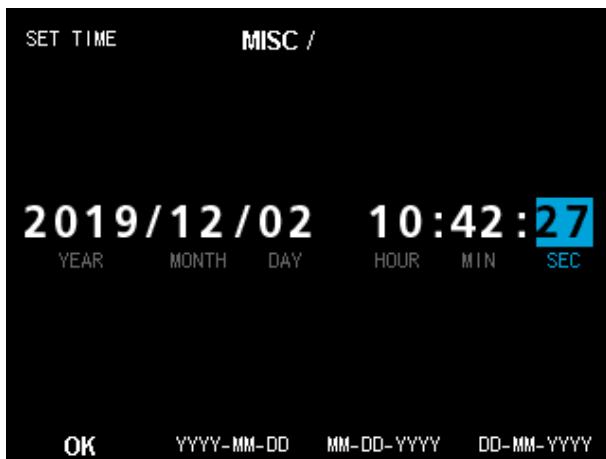 SET TIME MISC /
2019/12/02 10:42:27
YEAR MONTH DAY HOUR MIN SEC
OK YYYY-MM-DD MM-DD-YYYY DD-MM-YYYY